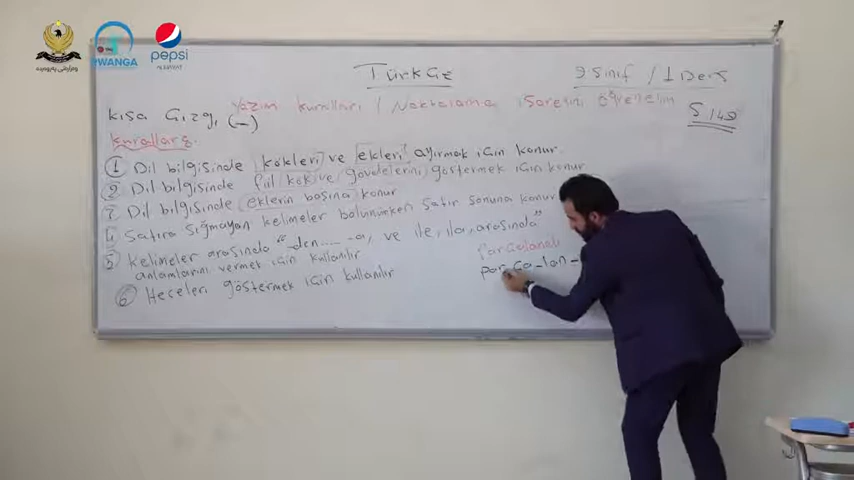 RWANGA
pepsi
Türkçe
9 Sınıf / 1 Ders
Yazım kuralları / Noktalama işaretini öğrenelim
S 149
kısa Çizgi (-)
kuralları:
1 Dil bilgisinde kökleri ve ekleri ayırmak için konur.
2 Dil bilgisinde fiil kök ve gövdelerini göstermek için konur
3 Dil bilgisinde eklerin başına konur
4 Satıra sığmayan kelimeler bölünürken satır sonuna konur
5 Kelimeler arasında "-den.....-a, ve ile, ila, arasında"
anlamlarını vermek için kullanılır
6 Heceleri göstermek için kullanılır
parçalandı
par-ça-lan-